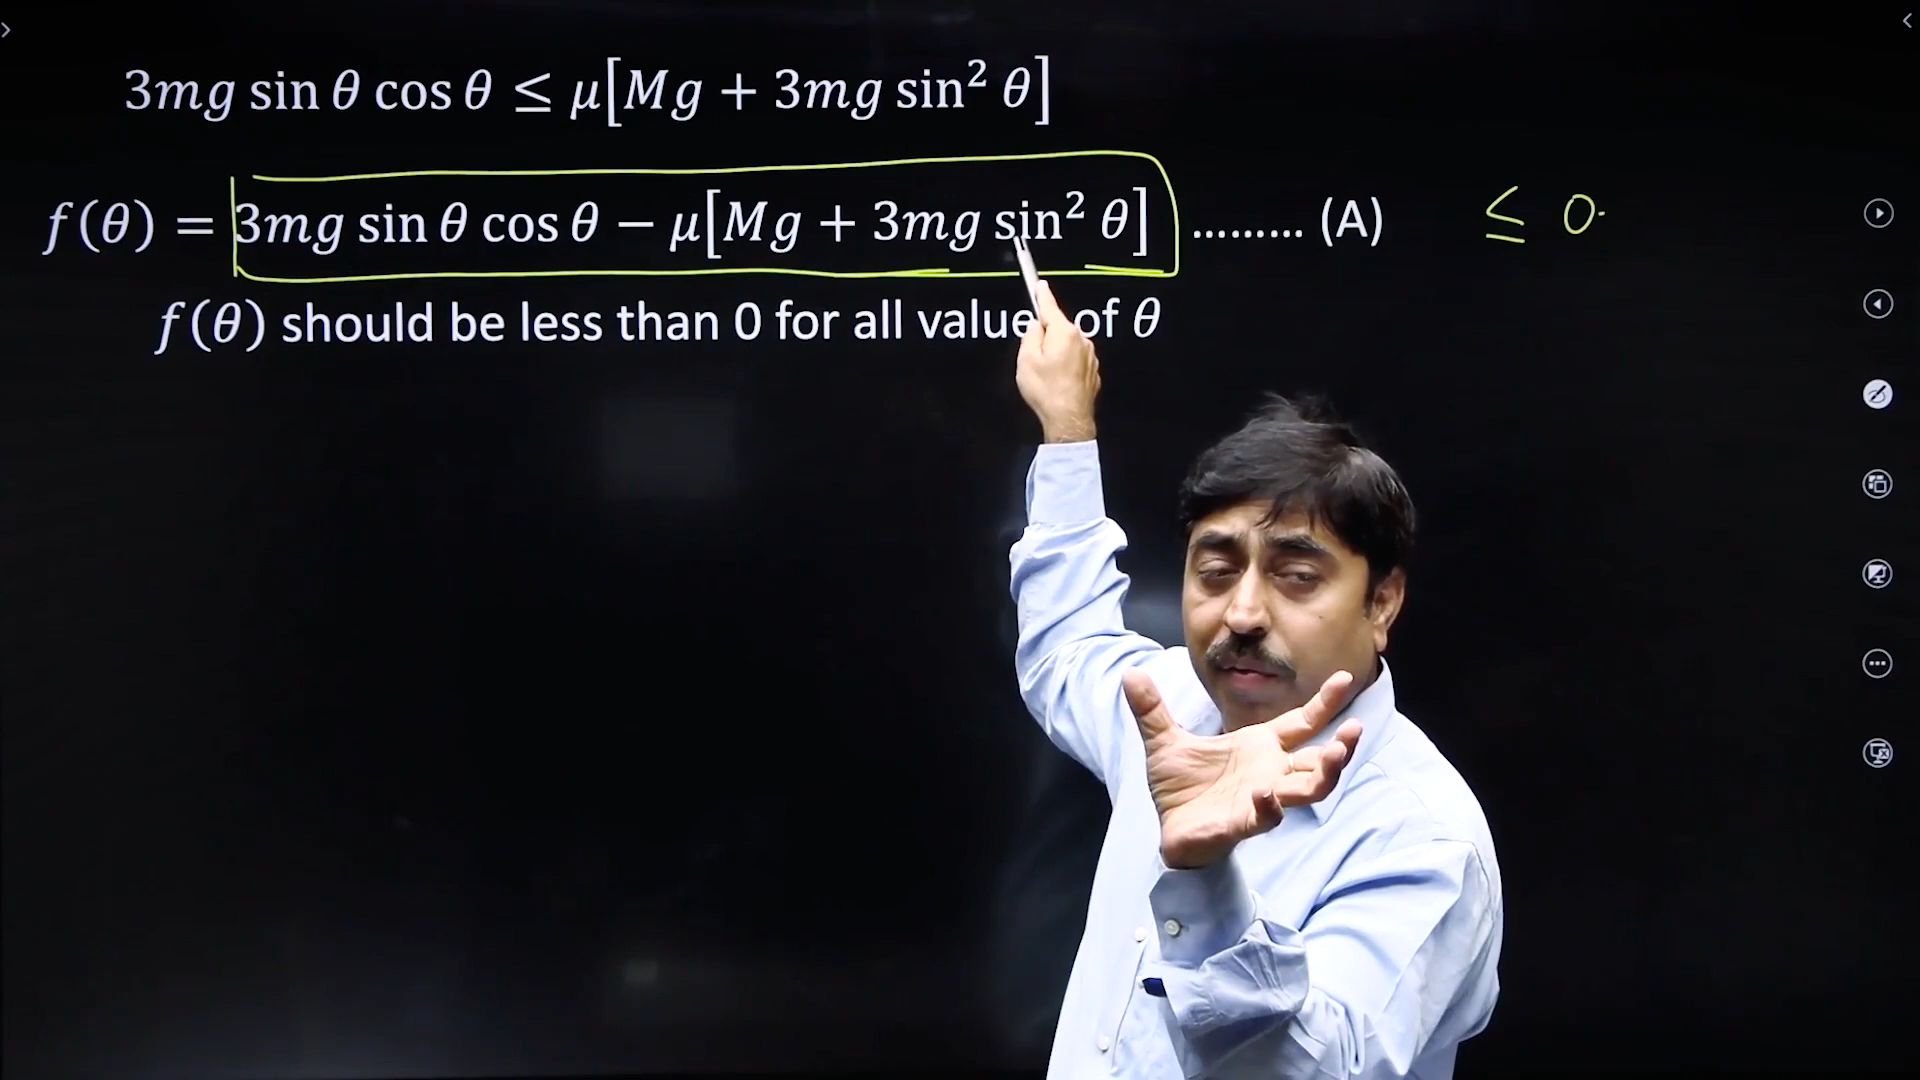 3mg sin θ cos θ ≤ μ[Mg + 3mg sin² θ]
f(θ) = 3mg sin θ cos θ − μ[Mg + 3mg sin² θ] ......... (A) ≤ 0.
f(θ) should be less than 0 for all value of θ